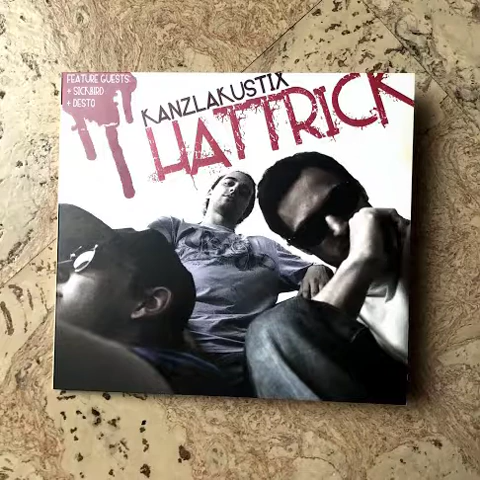 FEATURE GUESTS:
+ SICKBIRD
+ DESTO
KANZLAKUSTIX
HATTRICK